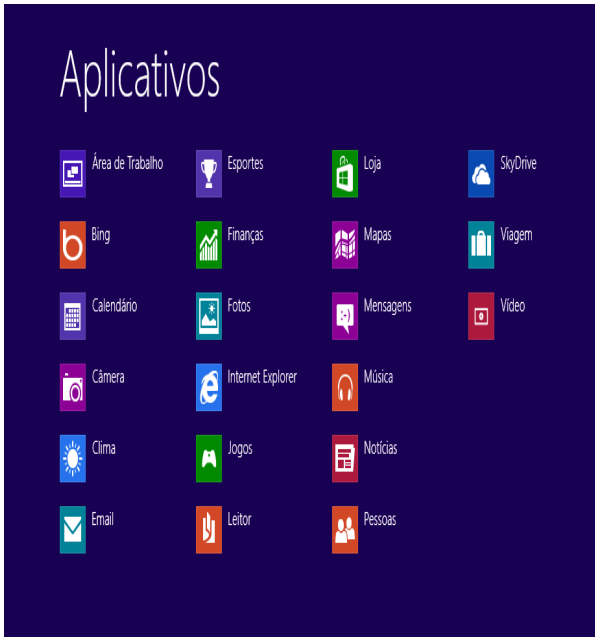 Aplicativos
Área de Trabalho
Bing
Calendário
Câmera
Clima
Email
Esportes
Finanças
Fotos
Internet Explorer
Jogos
Leitor
Loja
Mapas
Mensagens
Música
Notícias
Pessoas
SkyDrive
Viagem
Vídeo